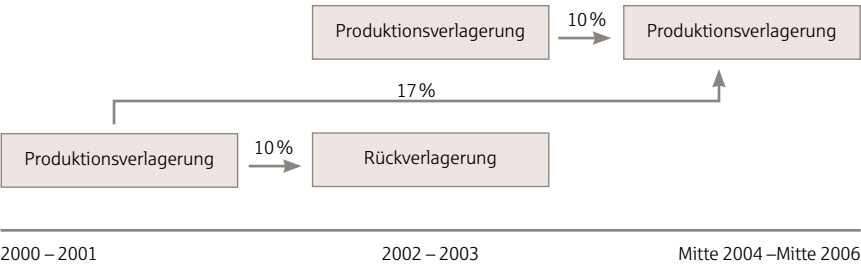 Produktionsverlagerung
10 %
Produktionsverlagerung
17 %
Produktionsverlagerung
10 %
Rückverlagerung
2000 – 2001
2002 – 2003
Mitte 2004 –Mitte 2006